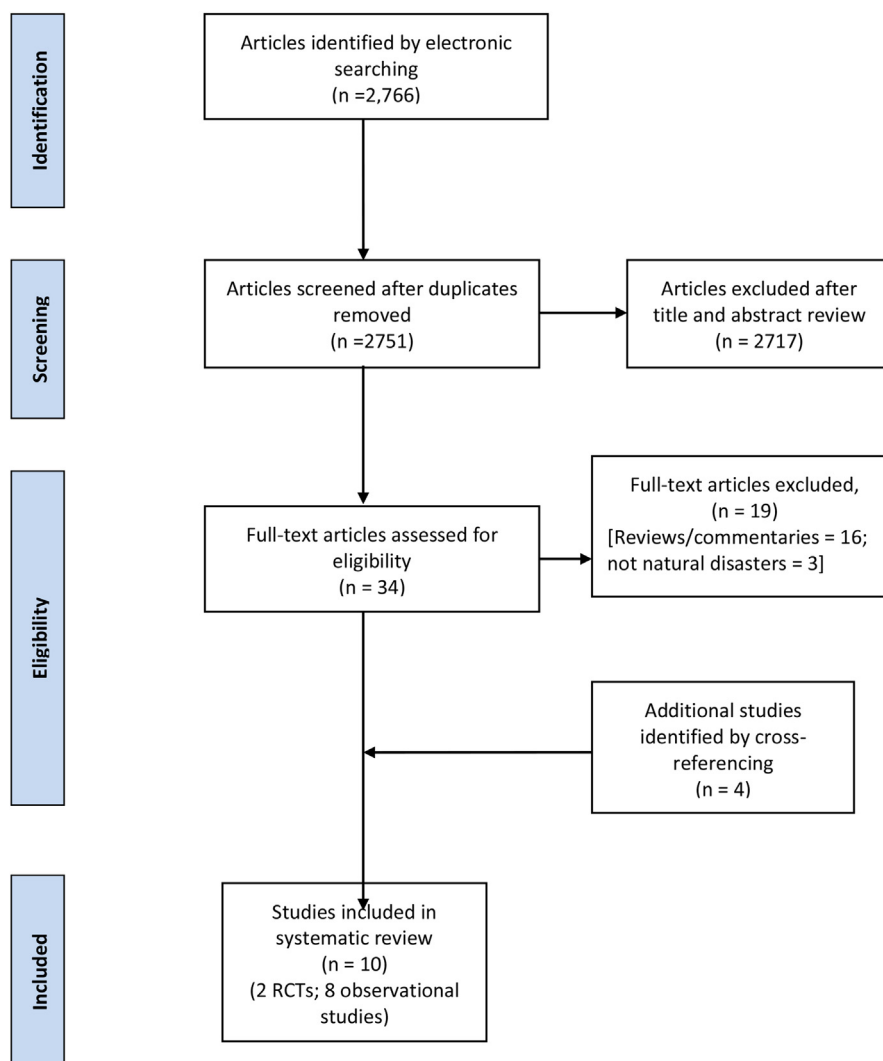 Identification
Articles identified by electronic
searching
(n =2,766)
Screening
Articles screened after duplicates
removed
(n =2751)
Articles excluded after
title and abstract review
(n = 2717)
Eligibility
Full-text articles assessed for
eligibility
(n = 34)
Full-text articles excluded,
(n = 19)
[Reviews/commentaries = 16;
not natural disasters = 3]
Additional studies
identified by cross-
referencing
(n = 4)
Included
Studies included in
systematic review
(n = 10)
(2 RCTs; 8 observational
studies)